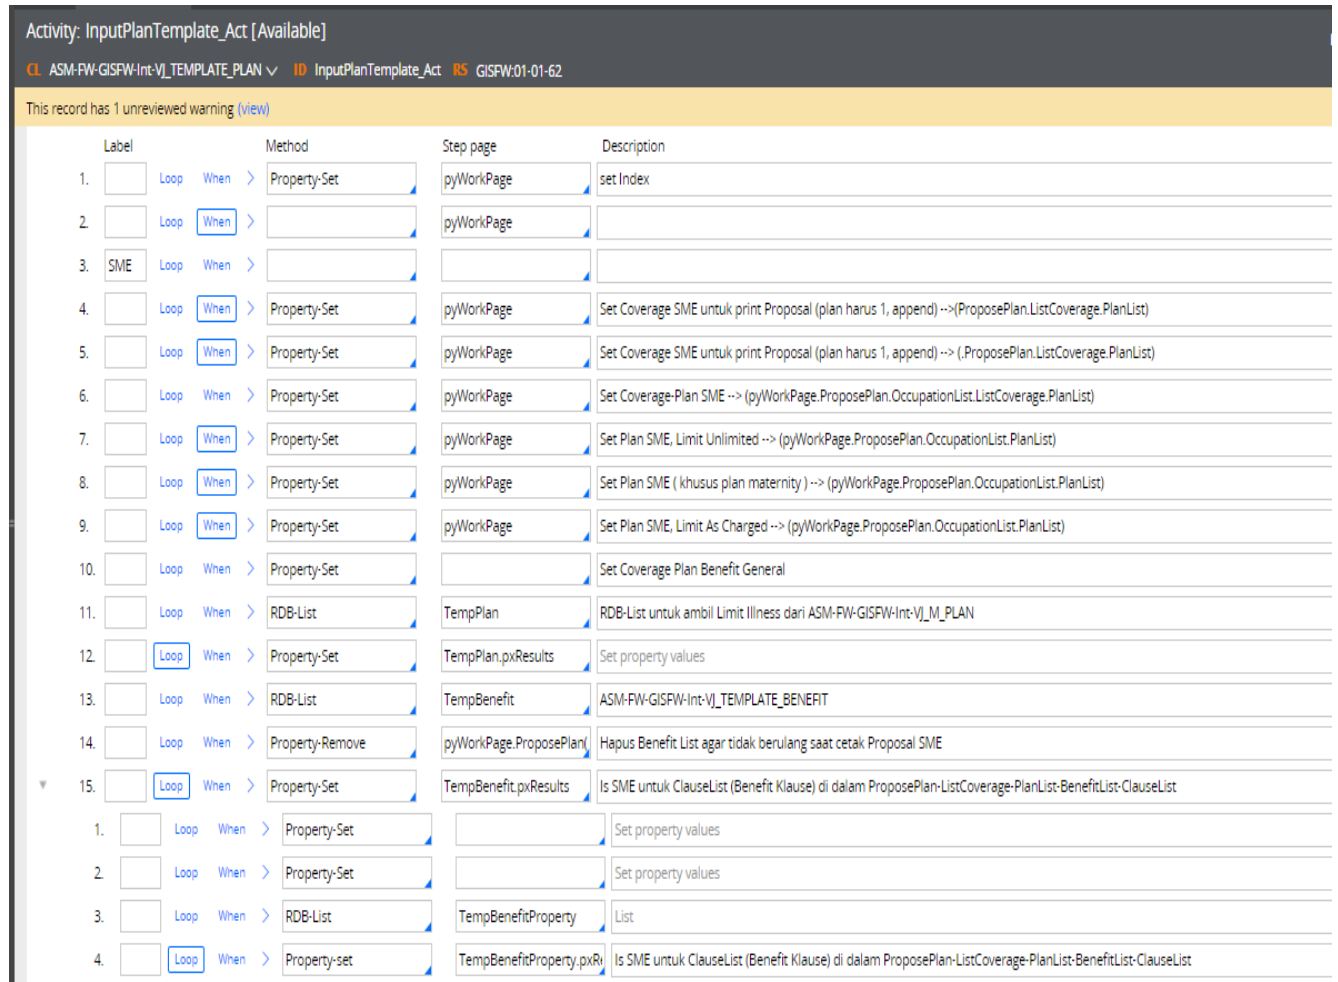 Activity: InputPlanTemplate_Act [Available]
CL ASM-FW-GISFW-Int-VJ_TEMPLATE_PLAN ID InputPlanTemplate_Act RS GISFW:01-01-62
This record has 1 unreviewed warning (view)
Label Method Step page Description
1. Loop When > Property-Set pyWorkPage set Index
2. Loop When > pyWorkPage
3. SME Loop When >
4. Loop When > Property-Set pyWorkPage Set Coverage SME untuk print Proposal (plan harus 1, append) -->(ProposePlan.ListCoverage.PlanList)
5. Loop When > Property-Set pyWorkPage Set Coverage SME untuk print Proposal (plan harus 1, append) --> (.ProposePlan.ListCoverage.PlanList)
6. Loop When > Property-Set pyWorkPage Set Coverage-Plan SME --> (pyWorkPage.ProposePlan.OccupationList.ListCoverage.PlanList)
7. Loop When > Property-Set pyWorkPage Set Plan SME, Limit Unlimited --> (pyWorkPage.ProposePlan.OccupationList.PlanList)
8. Loop When > Property-Set pyWorkPage Set Plan SME ( khusus plan maternity ) --> (pyWorkPage.ProposePlan.OccupationList.PlanList)
9. Loop When > Property-Set pyWorkPage Set Plan SME, Limit As Charged --> (pyWorkPage.ProposePlan.OccupationList.PlanList)
10. Loop When > Property-Set Set Coverage Plan Benefit General
11. Loop When > RDB-List TempPlan RDB-List untuk ambil Limit Illness dari ASM-FW-GISFW-Int-VJ_M_PLAN
12. Loop When > Property-Set TempPlan.pxResults Set property values
13. Loop When > RDB-List TempBenefit ASM-FW-GISFW-Int-VJ_TEMPLATE_BENEFIT
14. Loop When > Property-Remove pyWorkPage.ProposePlan( Hapus Benefit List agar tidak berulang saat cetak Proposal SME
15. Loop When > Property-Set TempBenefit.pxResults Is SME untuk ClauseList (Benefit Klause) di dalam ProposePlan-ListCoverage-PlanList-BenefitList-ClauseList
1. Loop When > Property-Set Set property values
2. Loop When > Property-Set Set property values
3. Loop When > RDB-List TempBenefitProperty List
4. Loop When > Property-set TempBenefitProperty.pxRe Is SME untuk ClauseList (Benefit Klause) di dalam ProposePlan-ListCoverage-PlanList-BenefitList-ClauseList